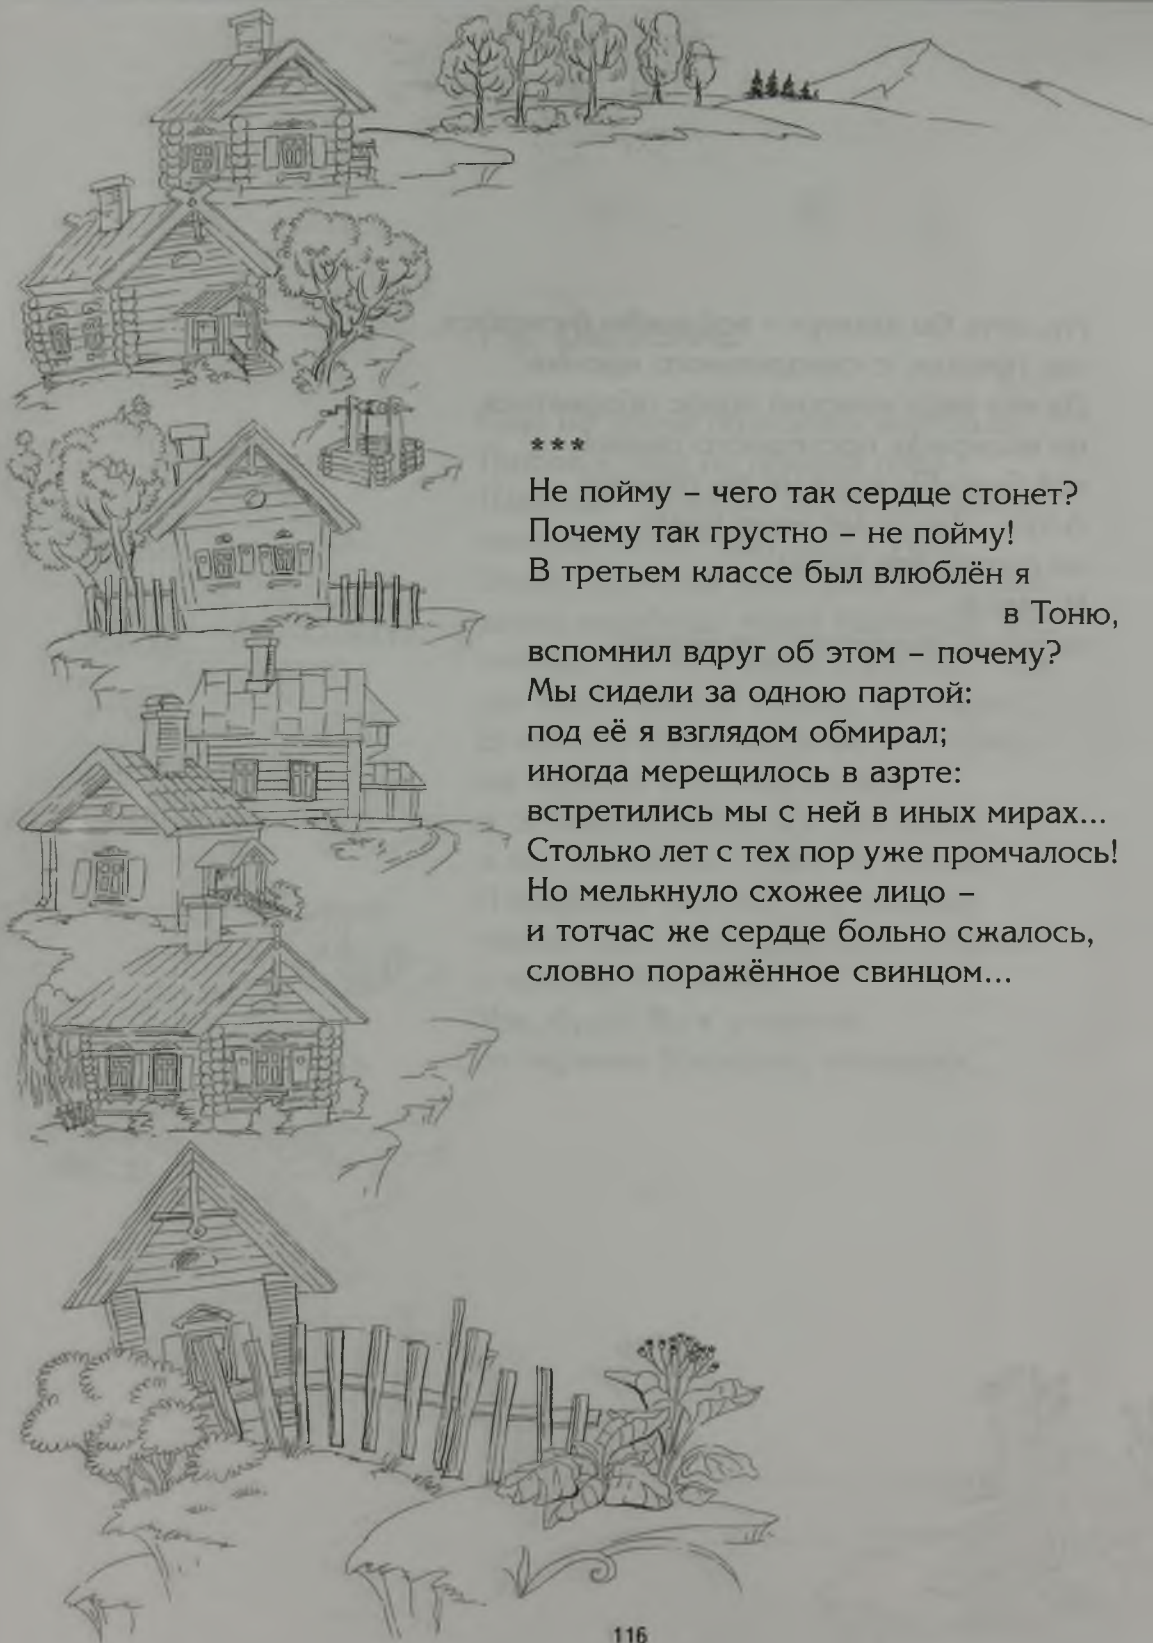 ***
Не пойму – чего так сердце стонет?
Почему так грустно – не пойму!
В третьем классе был влюблён я
в Тоню,
вспомнил вдруг об этом – почему?
Мы сидели за одною партой:
под её я взглядом обмирал;
иногда мерещилось в азрте:
встретились мы с ней в иных мирах...
Столько лет с тех пор уже промчалось!
Но мелькнуло схожее лицо –
и тотчас же сердце больно сжалось,
словно поражённое свинцом...
116